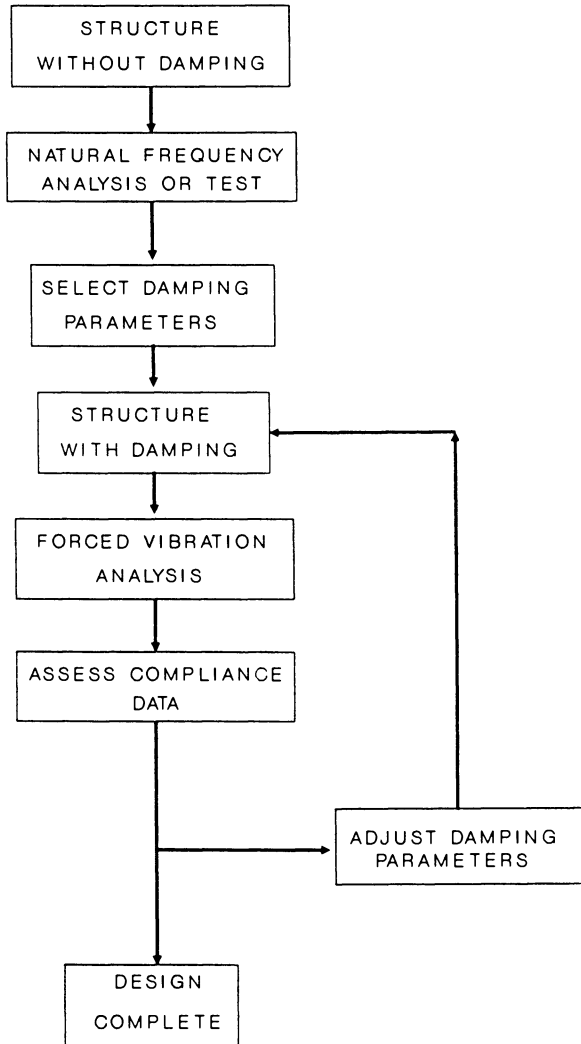 STRUCTURE
WITHOUT DAMPING
NATURAL FREQUENCY
ANALYSIS OR TEST
SELECT DAMPING
PARAMETERS
STRUCTURE
WITH DAMPING
FORCED VIBRATION
ANALYSIS
ASSESS COMPLIANCE
DATA
ADJUST DAMPING
PARAMETERS
DESIGN
COMPLETE